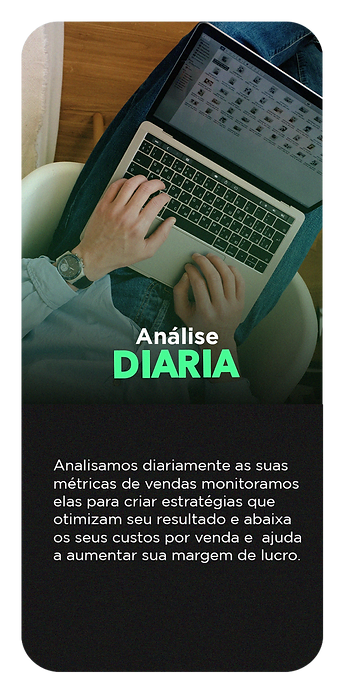 Análise
DIARIA
Analisamos diariamente as suas
métricas de vendas monitoramos
elas para criar estratégias que
otimizam seu resultado e abaixa
os seus custos por venda e  ajuda
a aumentar sua margem de lucro.